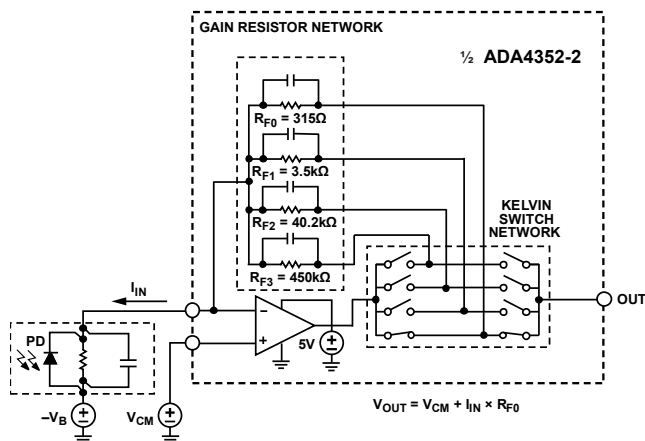 GAIN RESISTOR NETWORK
½ ADA4352-2
RF0 = 315Ω
RF1 = 3.5kΩ
RF2 = 40.2kΩ
RF3 = 450kΩ
KELVIN
SWITCH
NETWORK
IIN
OUT
−
+
5V
PD
−VB
VCM
VOUT = VCM + IIN × RF0